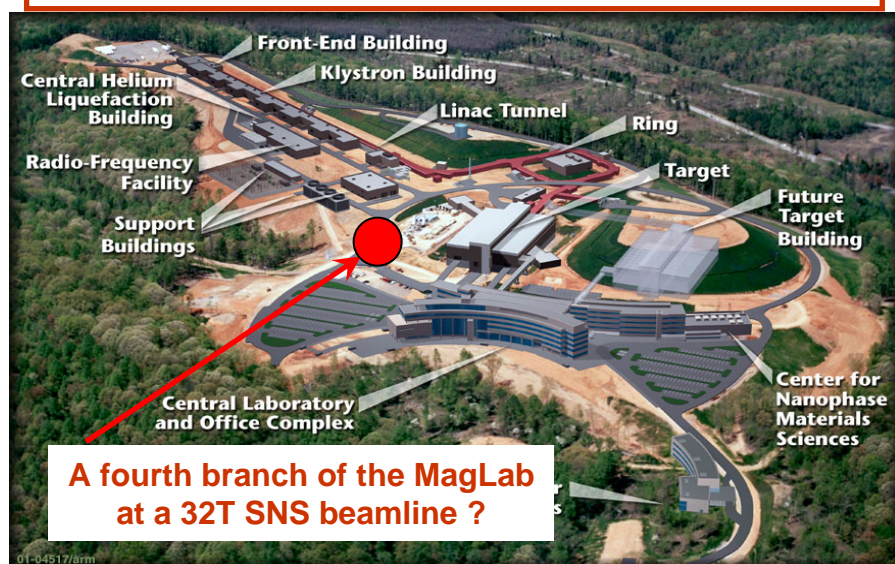 Front-End Building
Klystron Building
Central Helium
Liquefaction
Building
Linac Tunnel
Ring
Radio-Frequency
Facility
Target
Future
Target
Building
Support
Buildings
Center for
Nanophase
Materials
Sciences
Central Laboratory
and Office Complex
A fourth branch of the MagLab
at a 32T SNS beamline ?
01-04517/arm